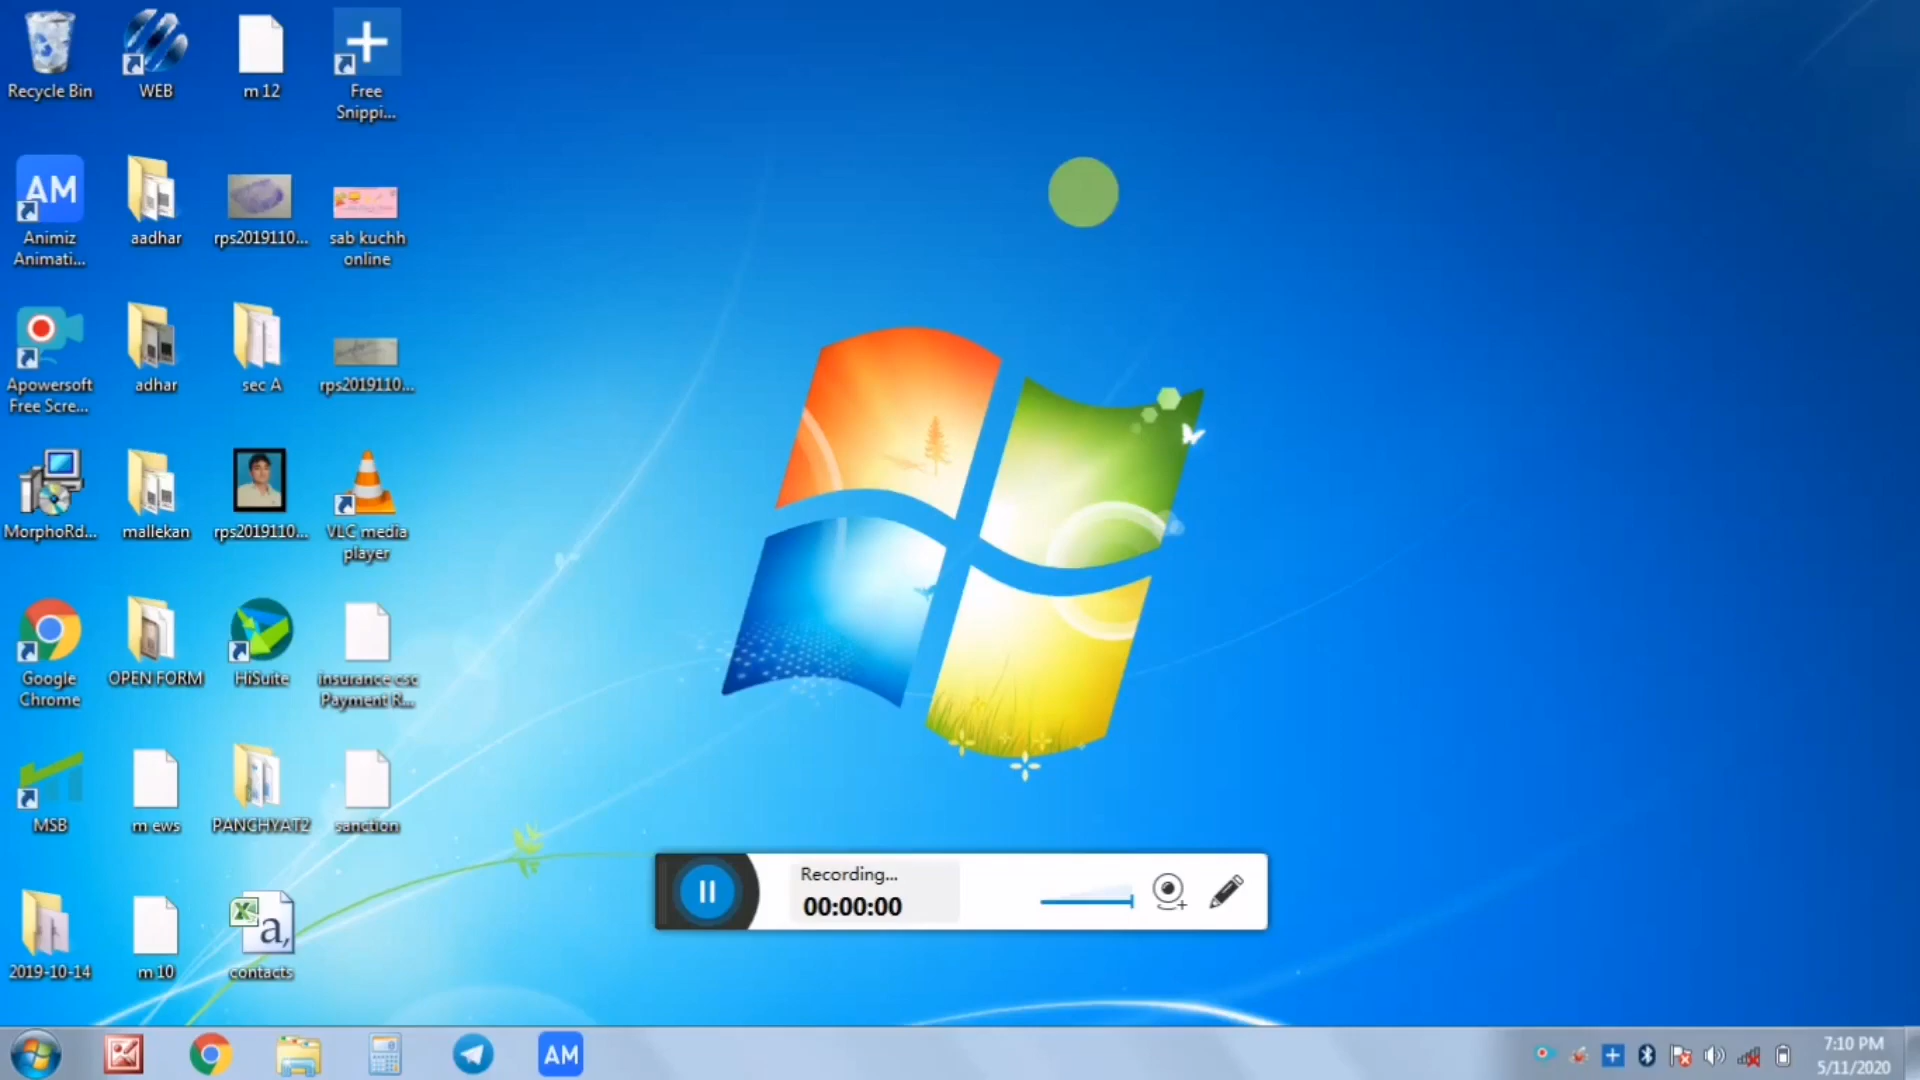 Recycle Bin
WEB
m 12
Free
Snippi...
AM
Animiz
Animati...
aadhar
rps2019110...
sab kuchh
online
Apowersoft
Free Scre...
adhar
sec A
rps2019110...
MorphoRd...
mallekan
rps2019110...
VLC media
player
Google
Chrome
OPEN FORM
HiSuite
insurance csc
Payment R...
MSB
m ews
PANCHYAT2
sanction
2019-10-14
m 10
a,
contacts
Recording...
00:00:00
AM
7:10 PM
5/11/2020